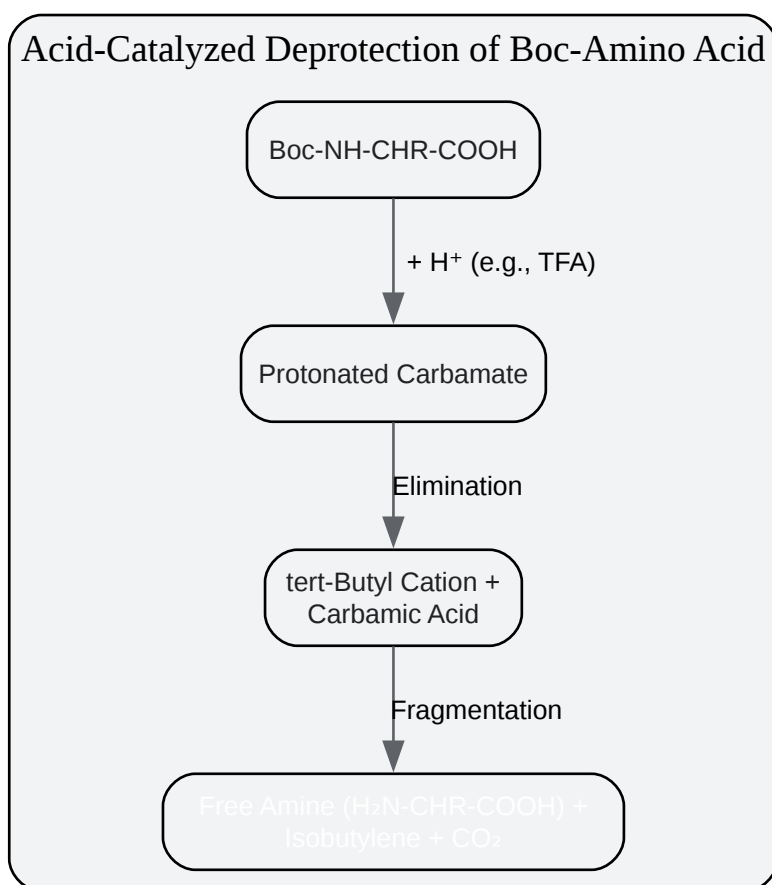 Acid-Catalyzed Deprotection of Boc-Amino Acid
Boc-NH-CHR-COOH
+ H⁺ (e.g., TFA)
Protonated Carbamate
Elimination
tert-Butyl Cation +
Carbamic Acid
Fragmentation
Free Amine (H₂N-CHR-COOH) +
Isobutylene + CO₂